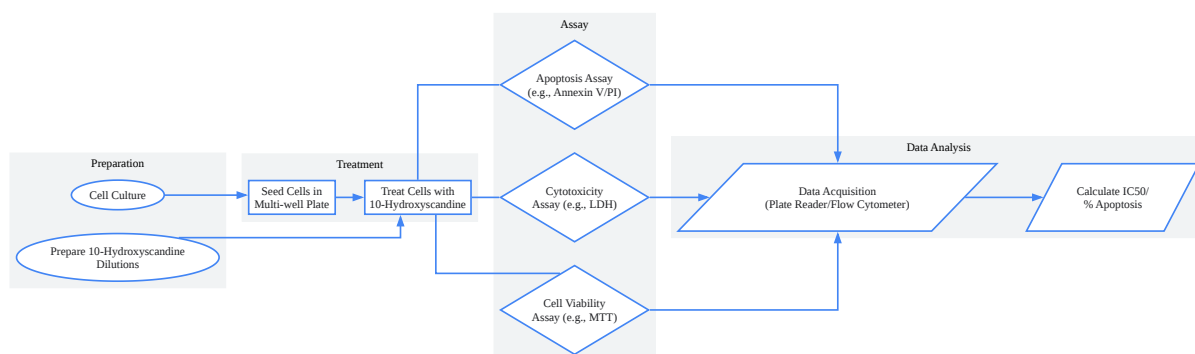 Preparation
Cell Culture
Prepare 10-Hydroxyscandine
Dilutions
Treatment
Seed Cells in
Multi-well Plate
Treat Cells with
10-Hydroxyscandine
Assay
Apoptosis Assay
(e.g., Annexin V/PI)
Cytotoxicity
Assay (e.g., LDH)
Cell Viability
Assay (e.g., MTT)
Data Analysis
Data Acquisition
(Plate Reader/Flow Cytometer)
Calculate IC50/
% Apoptosis